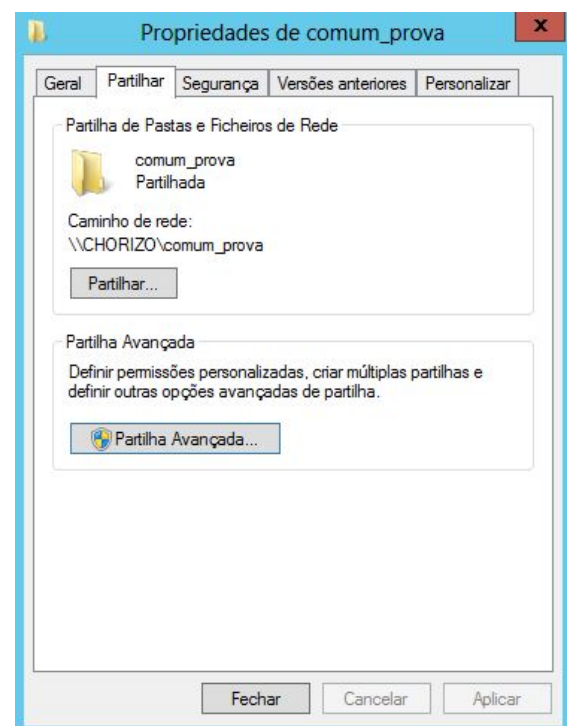 Propriedades de comum_prova
x
Geral Partilhar Segurança Versões anteriores Personalizar
Partilha de Pastas e Ficheiros de Rede
comum_prova
Partilhada
Caminho de rede:
\\CHORIZO\comum_prova
Partilhar...
Partilha Avançada
Definir permissões personalizadas, criar múltiplas partilhas e
definir outras opções avançadas de partilha.
Partilha Avançada...
Fechar Cancelar Aplicar